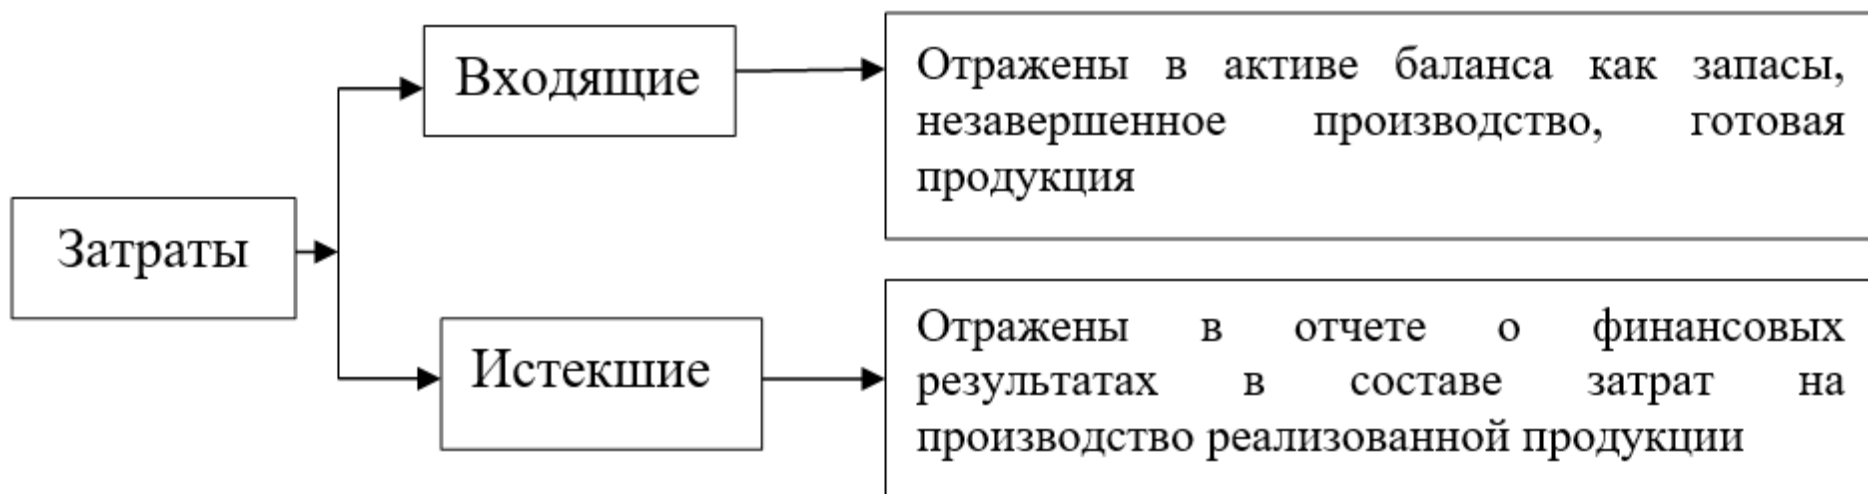 Затраты
Входящие
Отражены в активе баланса как запасы,
незавершенное производство, готовая
продукция
Истекшие
Отражены в отчете о финансовых
результатах в составе затрат на
производство реализованной продукции